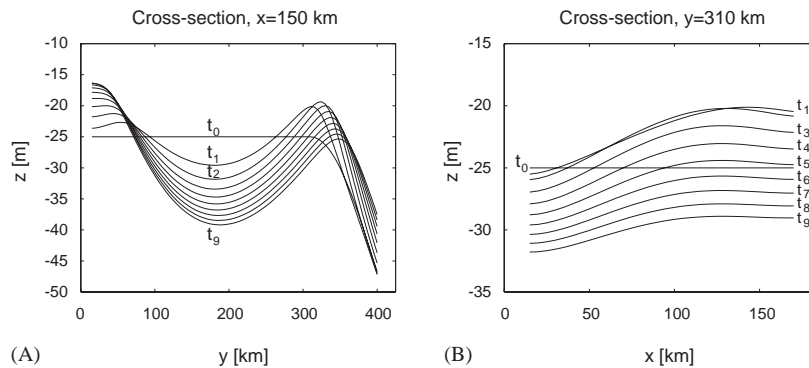 Cross-section, x=150 km
-10
-15
-20
-25
-30
-35
-40
-45
-50
z [m]
t0
t1
t2
t9
0
100
200
300
400
y [km]
(A)
Cross-section, y=310 km
-15
-20
-25
-30
-35
z [m]
t0
t1
t3
t4
t5
t6
t7
t8
t9
0
50
100
150
x [km]
(B)